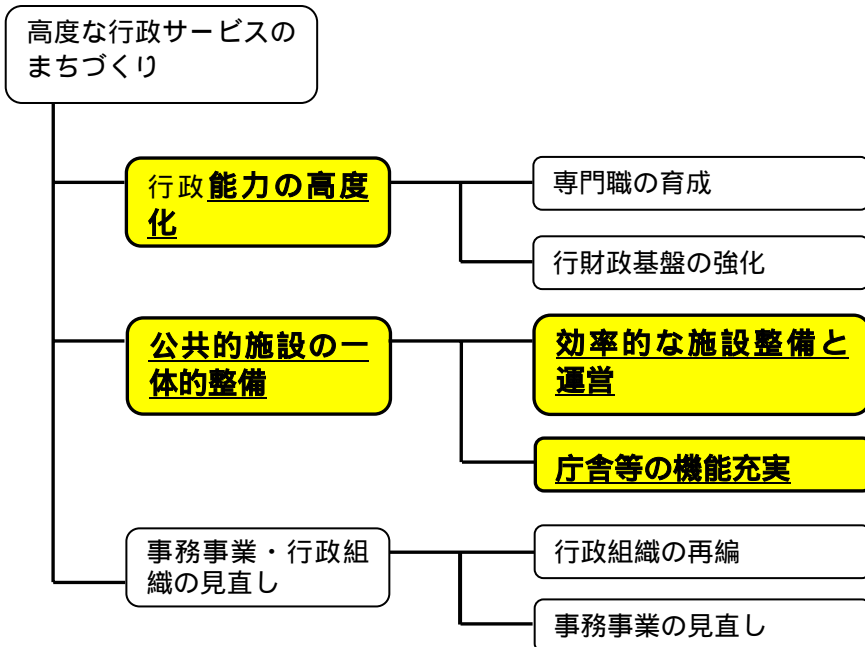 高度な行政サービスの
まちづくり
行政能力の高度
化
専門職の育成
行財政基盤の強化
公共的施設の一
体的整備
効率的な施設整備と
運営
庁舎等の機能充実
事務事業・行政組
織の見直し
行政組織の再編
事務事業の見直し